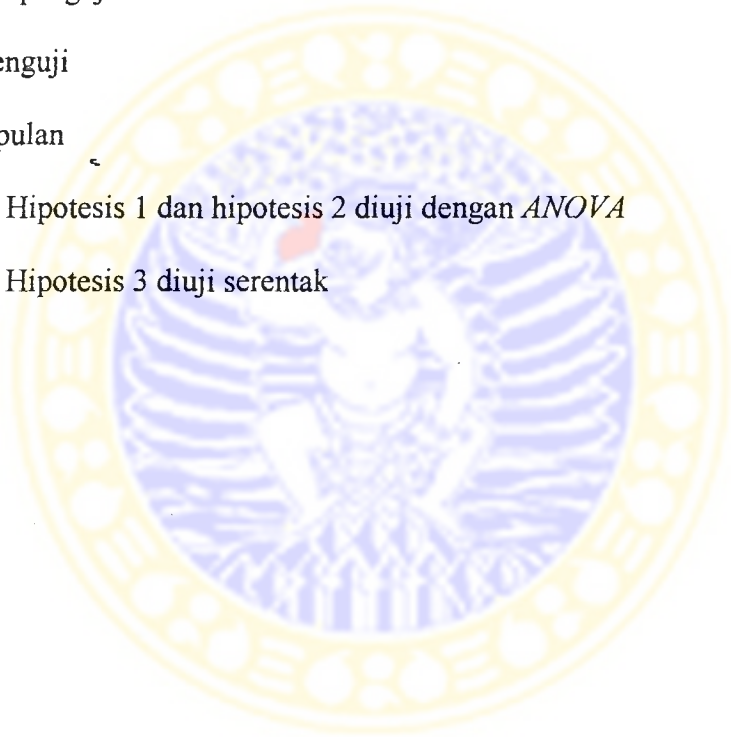 enguji
pulan
Hipotesis 1 dan hipotesis 2 diuji dengan ANOVA
Hipotesis 3 diuji serentak